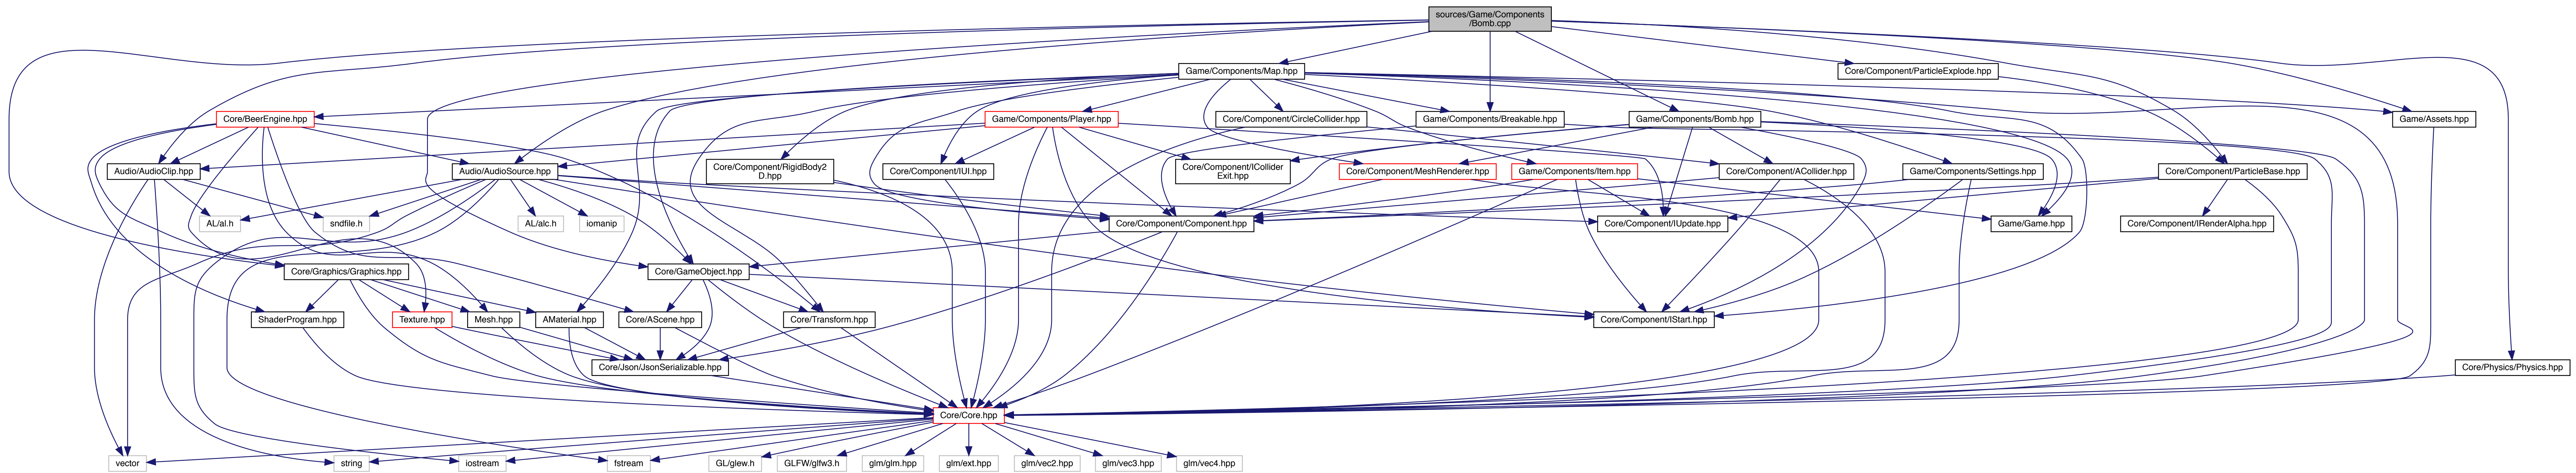 sources/Game/Components
/Bomb.cpp
Game/Components/Map.hpp
Core/Component/ParticleExplode.hpp
Core/BeerEngine.hpp
Game/Components/Player.hpp
Core/Component/CircleCollider.hpp
Game/Components/Breakable.hpp
Game/Components/Bomb.hpp
Game/Assets.hpp
Audio/AudioClip.hpp
Audio/AudioSource.hpp
Core/Component/RigidBody2
D.hpp
Core/Component/IUI.hpp
Core/Component/ICollider
Exit.hpp
Core/Component/MeshRenderer.hpp
Game/Components/Item.hpp
Core/Component/ACollider.hpp
Game/Components/Settings.hpp
Core/Component/ParticleBase.hpp
AL/al.h
sndfile.h
AL/alc.h
iomanip
Core/Component/Component.hpp
Core/Component/IUpdate.hpp
Game/Game.hpp
Core/Component/IRenderAlpha.hpp
Core/Graphics/Graphics.hpp
Core/GameObject.hpp
ShaderProgram.hpp
Texture.hpp
Mesh.hpp
AMaterial.hpp
Core/AScene.hpp
Core/Transform.hpp
Core/Component/IStart.hpp
Core/Json/JsonSerializable.hpp
Core/Physics/Physics.hpp
Core/Core.hpp
vector
string
iostream
fstream
GL/glew.h
GLFW/glfw3.h
glm/glm.hpp
glm/ext.hpp
glm/vec2.hpp
glm/vec3.hpp
glm/vec4.hpp